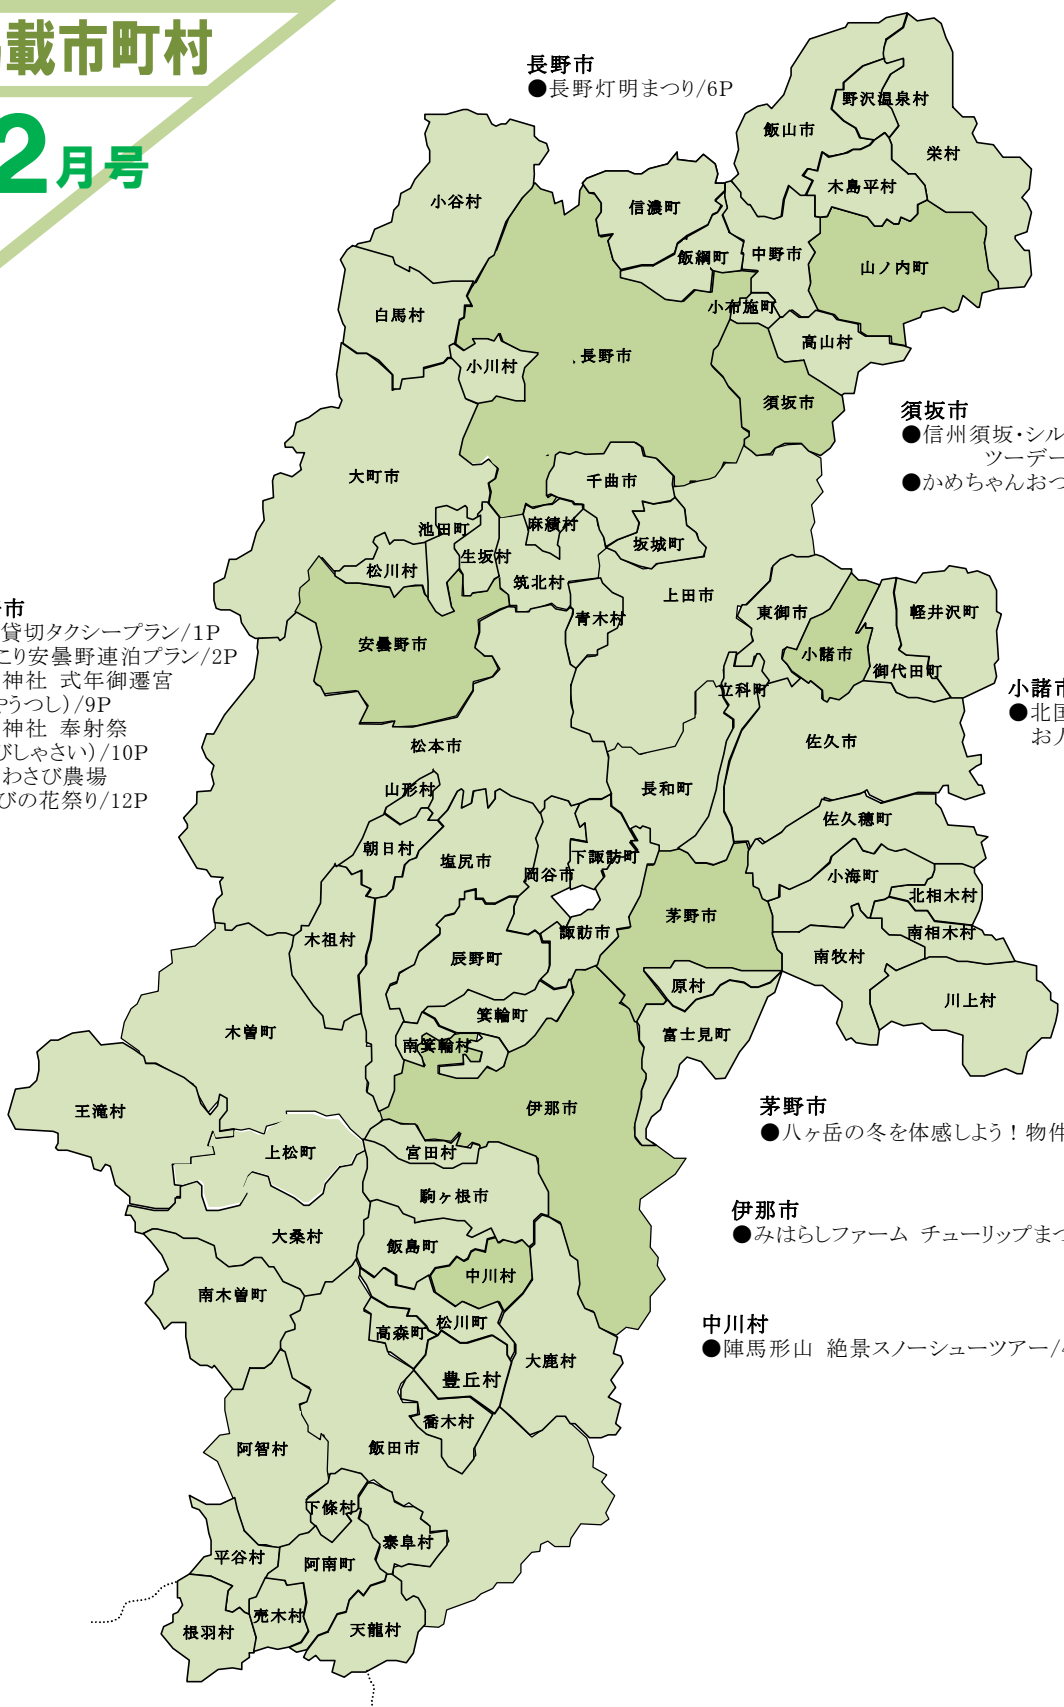 載市町村
2月号
長野市
●長野灯明まつり/6P
野沢温泉村
飯山市
栄村
木島平村
小谷村
信濃町
飯綱町
中野市
山ノ内町
小布施町
白馬村
高山村
長野市
小川村
須坂市
須坂市
●信州須坂・シル
ツーデー
●かめちゃんおつ
大町市
千曲市
池田町
麻績村
坂城町
生坂村
松川村
筑北村
上田市
青木村
東御市
軽井沢町
安曇野市
小諸市
御代田町
市
貸切タクシープラン/1P
こり安曇野連泊プラン/2P
神社 式年御遷宮
やうつし)/9P
神社 奉射祭
びしゃさい)/10P
わさび農場
びの花祭り/12P
立科町
小諸市
●北国
お人
松本市
佐久市
山形村
長和町
佐久穂町
朝日村
塩尻市
岡谷市
下諏訪町
小海町
北相木村
茅野市
木祖村
諏訪市
南相木村
辰野町
南牧村
原村
川上村
箕輪町
木曽町
南箕輪村
富士見町
王滝村
伊那市
茅野市
●八ヶ岳の冬を体感しよう！物件
上松町
宮田村
駒ヶ根市
伊那市
●みはらしファーム チューリップまつ
大桑村
飯島町
中川村
南木曽町
松川町
高森町
中川村
●陣馬形山 絶景スノーシューツアー/4
大鹿村
豊丘村
喬木村
阿智村
飯田市
下條村
泰阜村
平谷村
阿南町
売木村
根羽村
天龍村